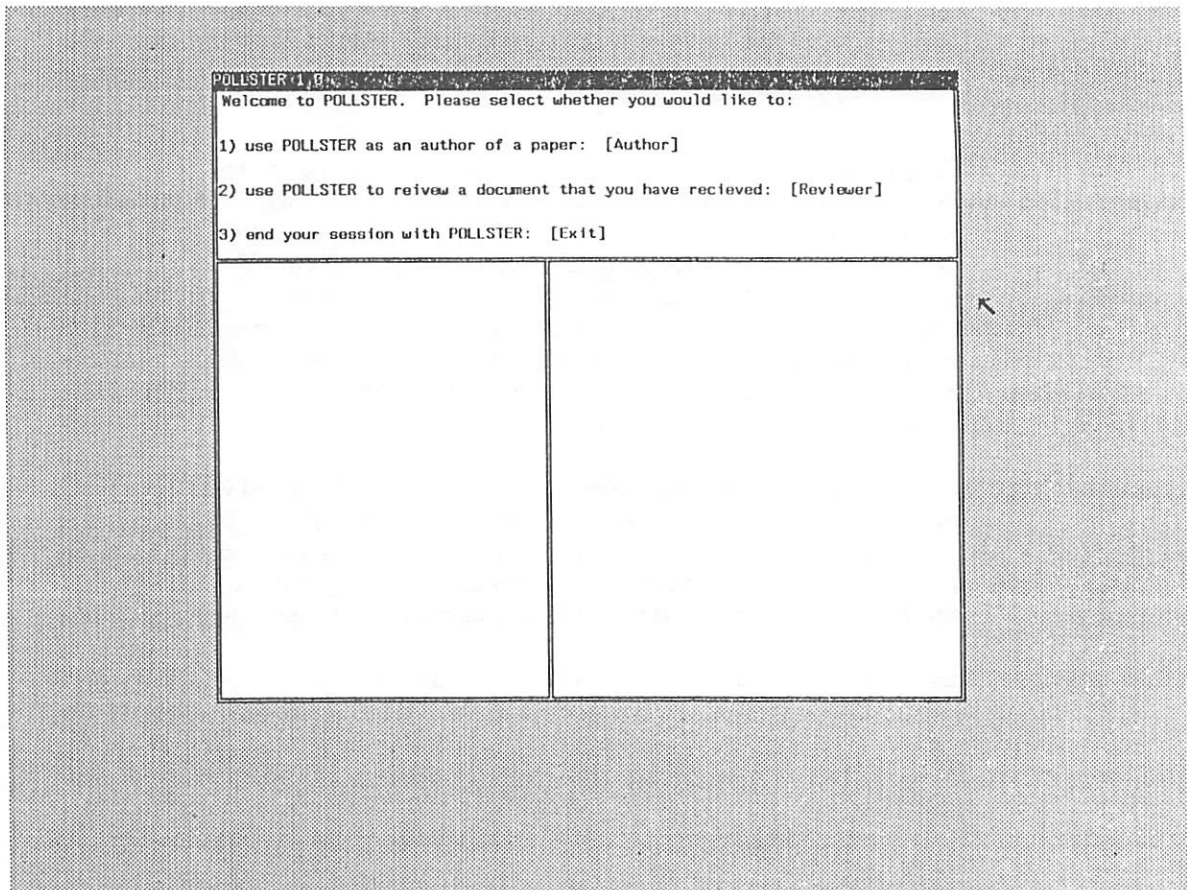 POLLSTER 1.0
Welcome to POLLSTER. Please select whether you would like to:
1) use POLLSTER as an author of a paper: [Author]
2) use POLLSTER to reivew a document that you have recieved: [Reviewer]
3) end your session with POLLSTER: [Exit]